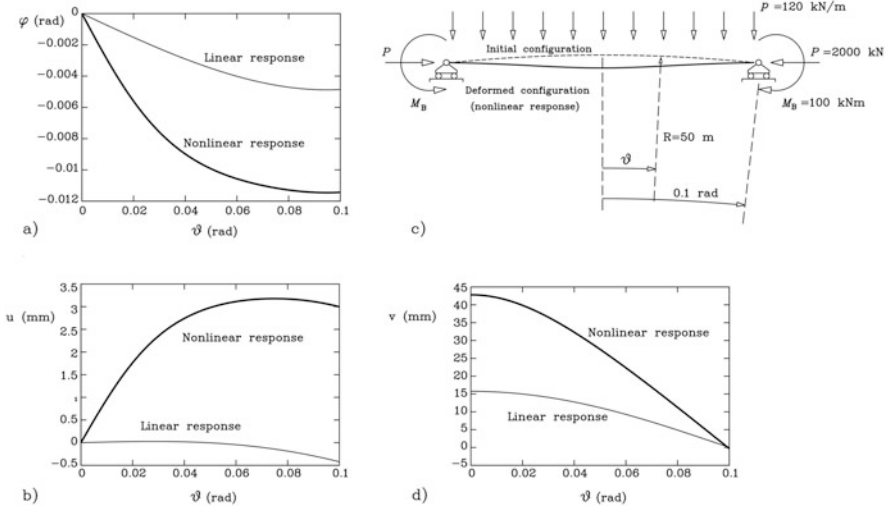 φ (rad)
0
−0.002
−0.004
−0.006
−0.008
−0.01
−0.012
Linear response
Nonlinear response
0 0.02 0.04 0.06 0.08 0.1
a)
ϑ (rad)
P =120 kN/m
Initial configuration
P
P =2000 kN
Deformed configuration
(nonlinear response)
M_B
M_B =100 kNm
R=50 m
ϑ
0.1 rad
c)
u (mm)
3.5
3
2.5
2
1.5
1
0.5
0
−0.5
Nonlinear response
Linear response
0 0.02 0.04 0.06 0.08 0.1
b)
ϑ (rad)
v (mm)
45
40
35
30
25
20
15
10
5
0
−5
Nonlinear response
Linear response
0 0.02 0.04 0.06 0.08 0.1
d)
ϑ (rad)